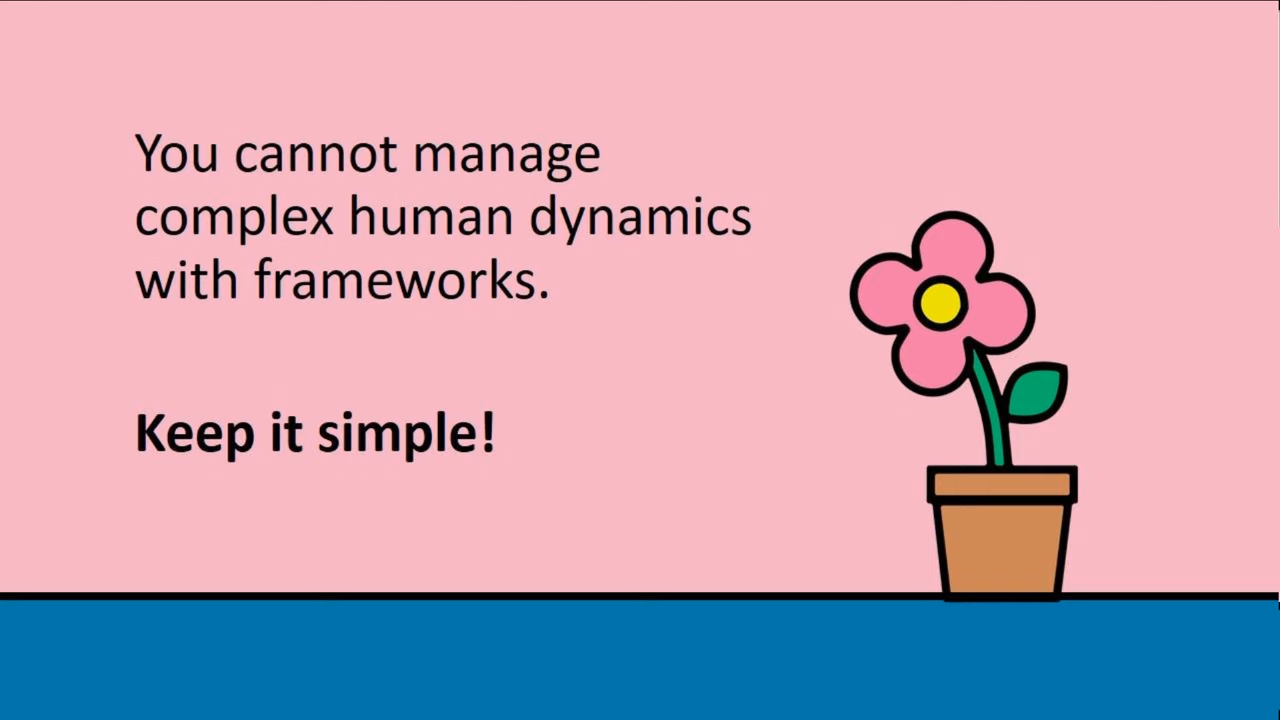 You cannot manage
complex human dynamics
with frameworks.
Keep it simple!